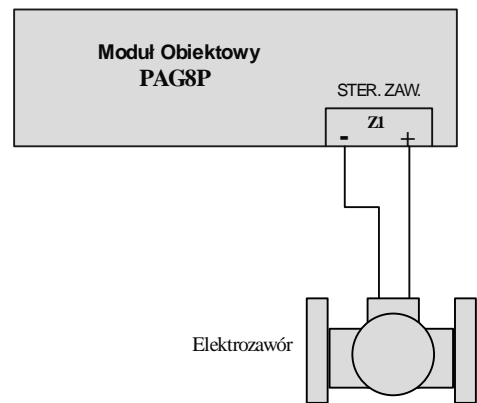 Moduł Obiektowy
PAG8P
STER. ZAW.
Z1
- +
Elektrozawór